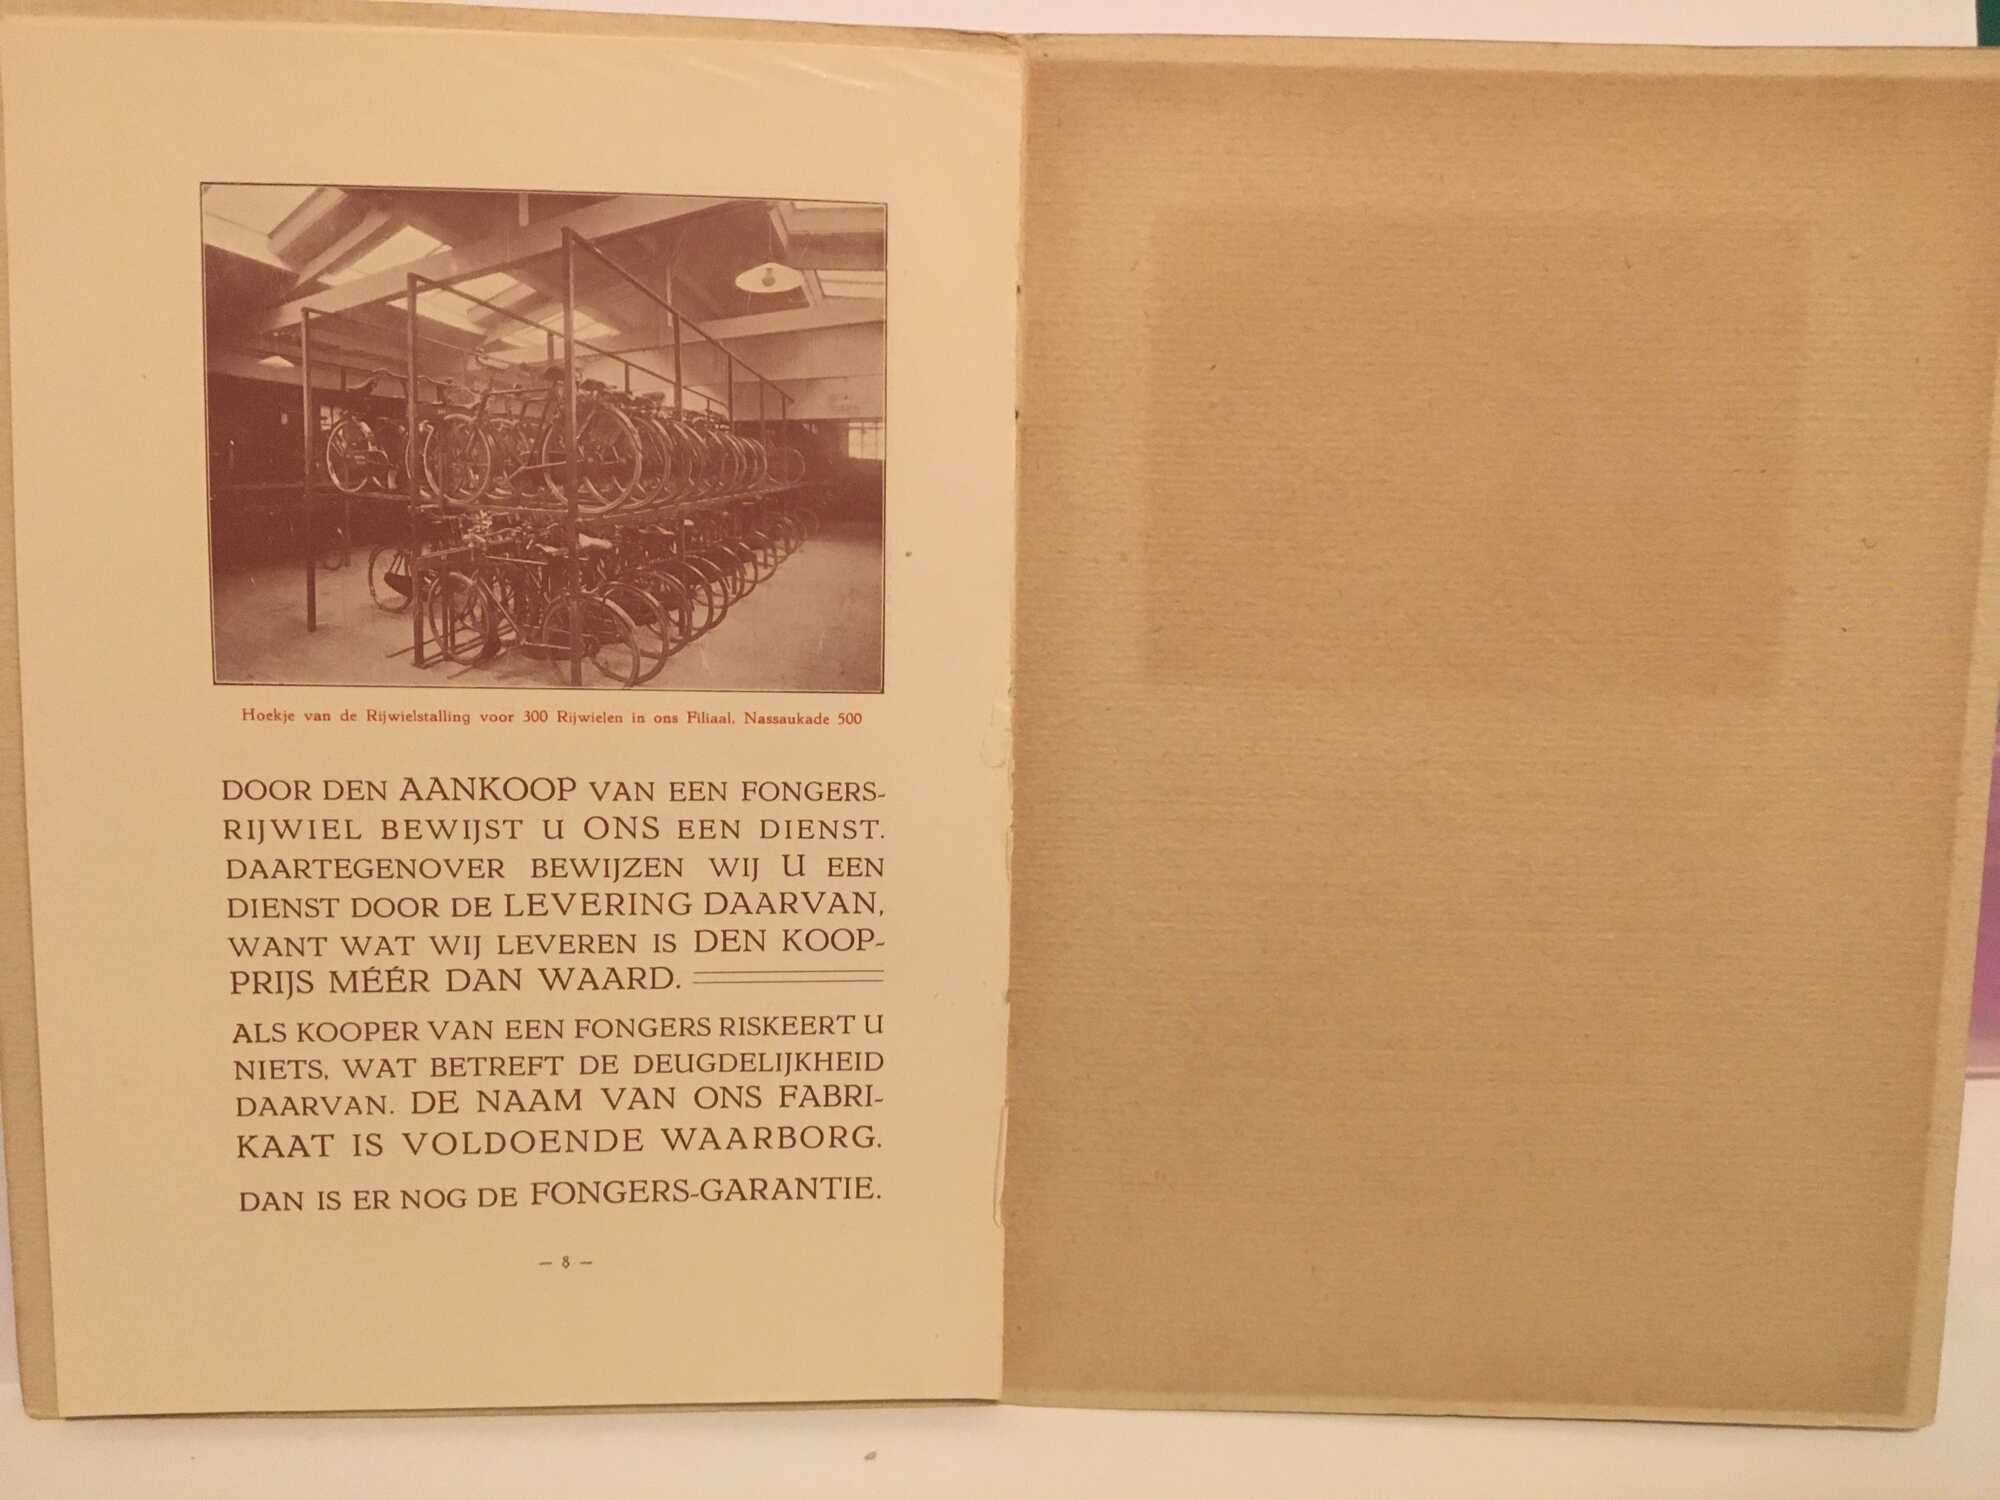 Hoekje van de Rijwielstalling voor 300 Rijwielen in ons Filiaal, Nassaukade 500
DOOR DEN AANKOOP VAN EEN FONGERS-
RIJWIEL BEWIJST U ONS EEN DIENST.
DAARTEGENOVER BEWIJZEN WIJ U EEN
DIENST DOOR DE LEVERING DAARVAN,
WANT WAT WIJ LEVEREN IS DEN KOOP-
PRIJS MÉÉR DAN WAARD.
ALS KOOPER VAN EEN FONGERS RISKEERT U
NIETS, WAT BETREFT DE DEUGDELIJKHEID
DAARVAN. DE NAAM VAN ONS FABRI-
KAAT IS VOLDOENDE WAARBORG.
DAN IS ER NOG DE FONGERS-GARANTIE.
— 8 —